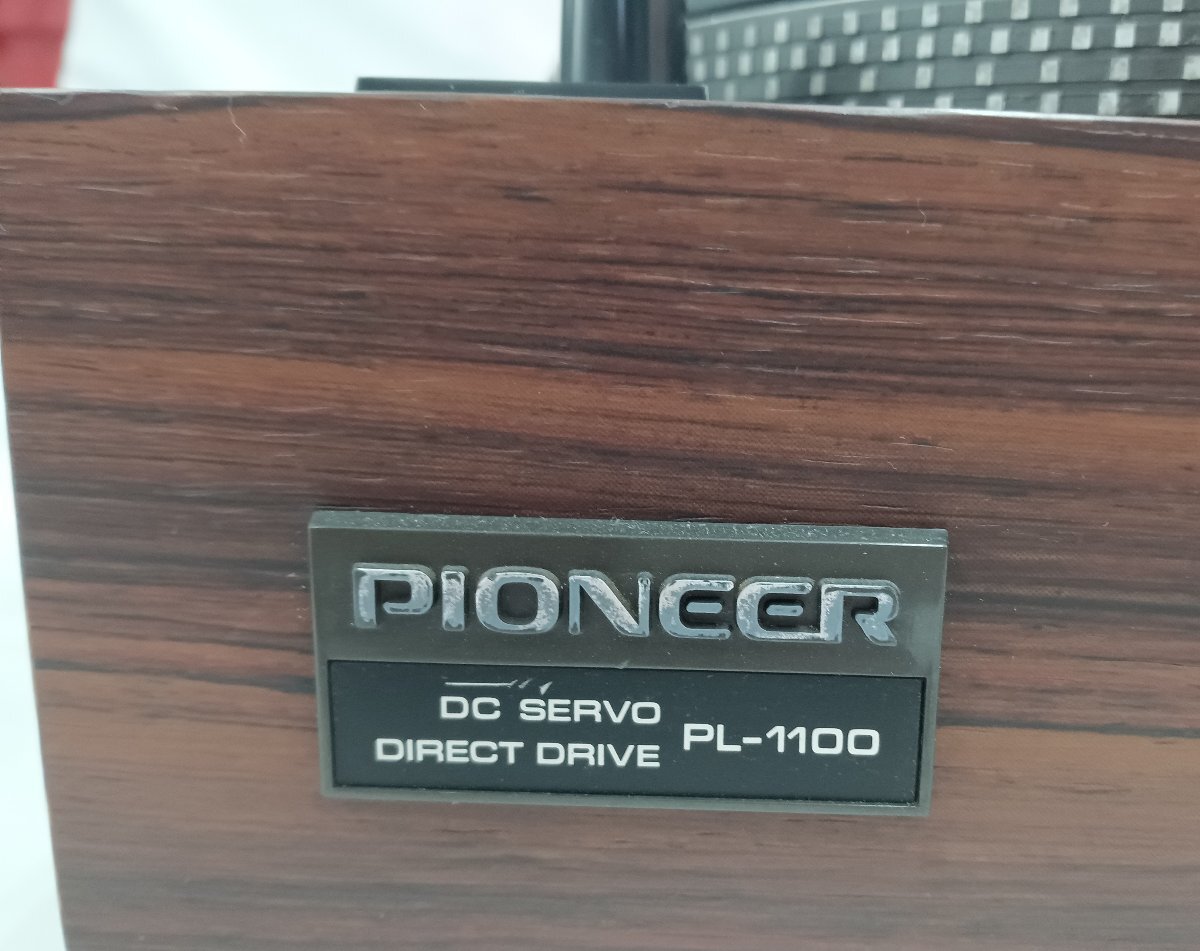 PIONEER
DC SERVO
DIRECT DRIVE
PL-1100